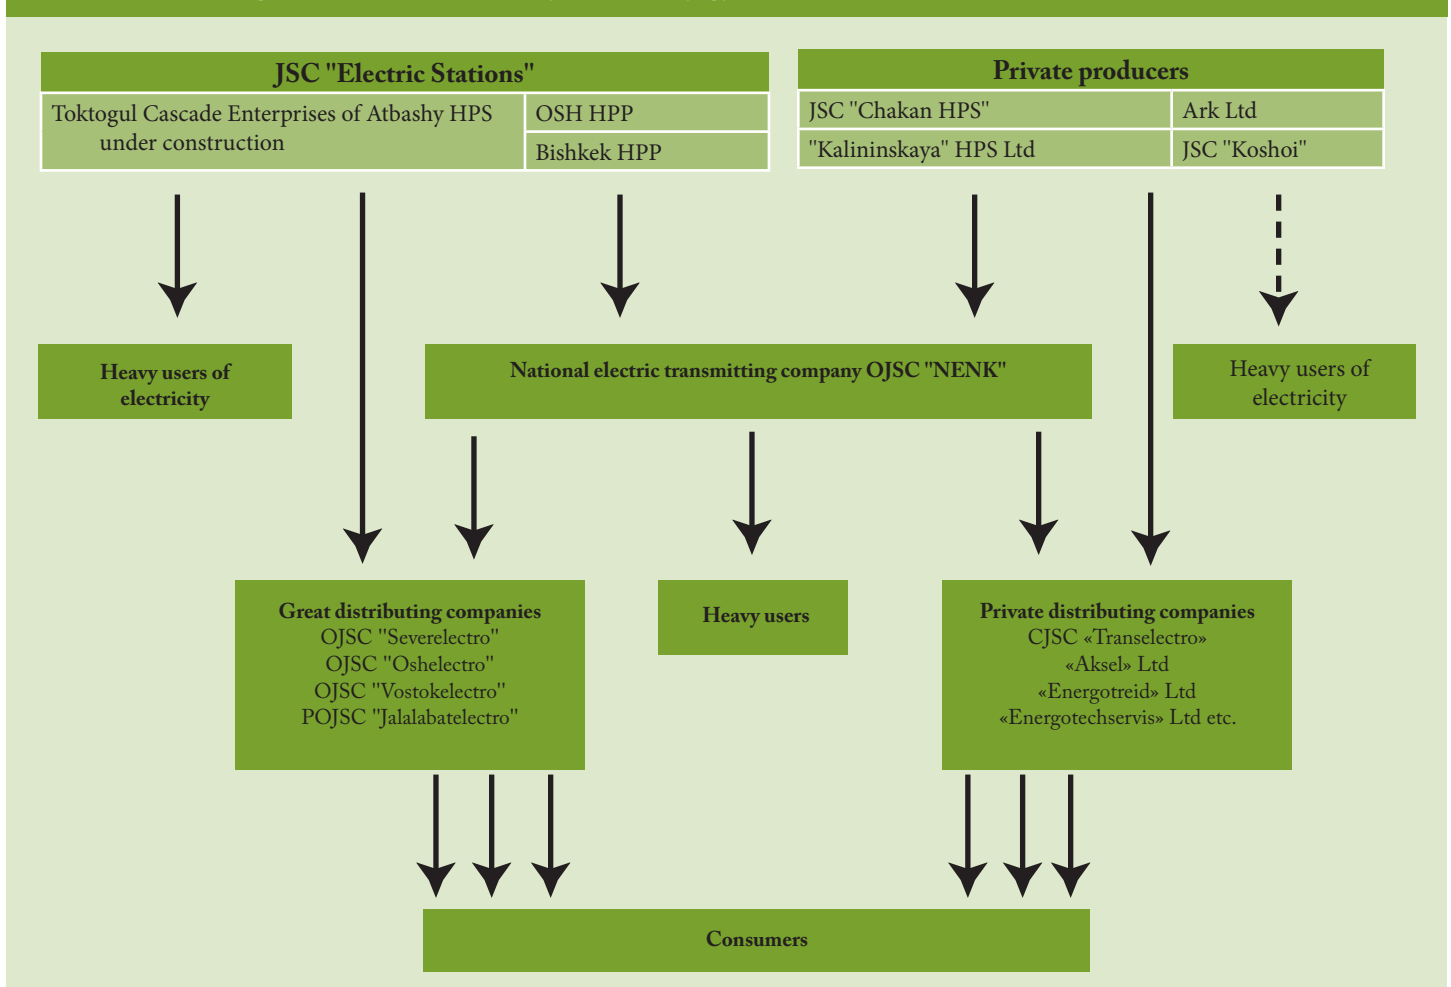 JSC "Electric Stations"
Toktogul Cascade Enterprises of Atbashy HPS
under construction
OSH HPP
Bishkek HPP
Private producers
JSC "Chakan HPS"
Ark Ltd
"Kalininskaya" HPS Ltd
JSC "Koshoi"
Heavy users of
electricity
National electric transmitting company OJSC "NENK"
Heavy users of
electricity
Great distributing companies
OJSC "Severelectro"
OJSC "Oshelectro"
OJSC "Vostokelectro"
POJSC "Jalalabatelectro"
Heavy users
Private distributing companies
CJSC «Transelectro»
«Aksel» Ltd
«Energotreid» Ltd
«Energotechservis» Ltd etc.
Consumers